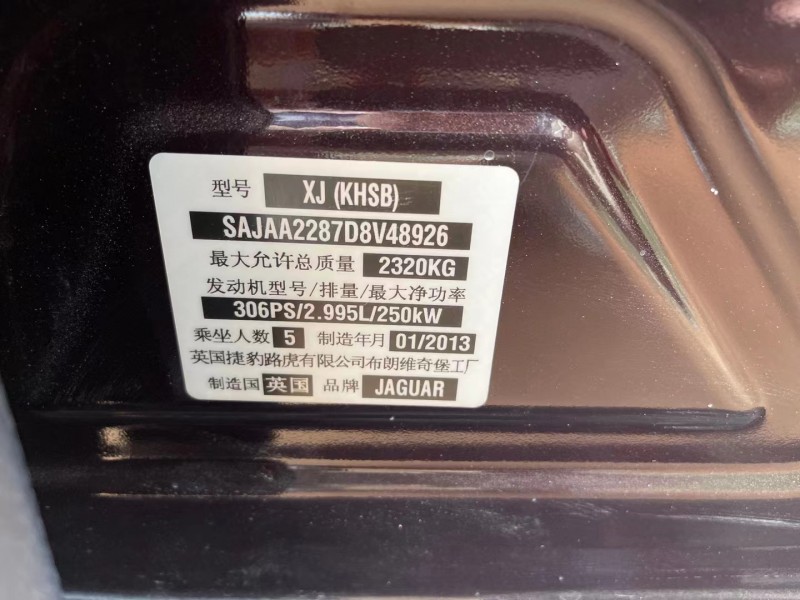 型号 XJ (KHSB)
SAJAA2287D8V48926
最大允许总质量 2320KG
发动机型号/排量/最大净功率
306PS/2.995L/250kW
乘坐人数 5 制造年月 01/2013
英国捷豹路虎有限公司布朗维奇堡工厂
制造国 英国 品牌 JAGUAR